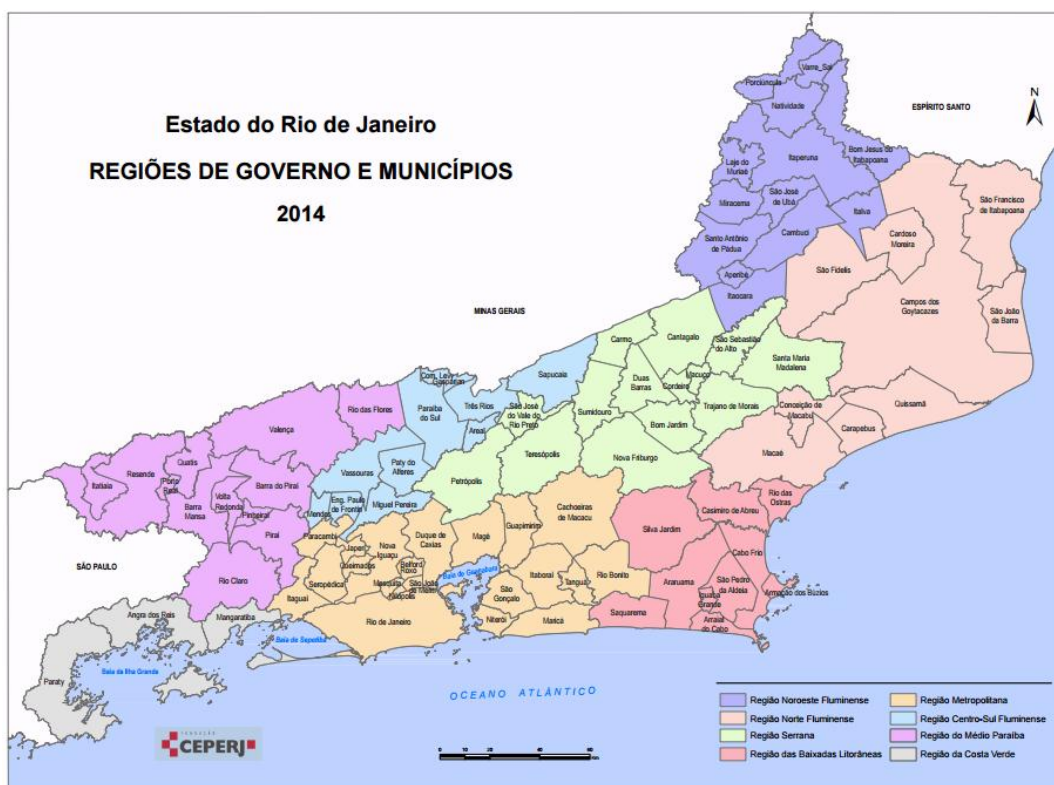 Estado do Rio de Janeiro
REGIÕES DE GOVERNO E MUNICÍPIOS
2014
N
ESPÍRITO SANTO
MINAS GERAIS
SÃO PAULO
Varre_Sai
Porciúncula
Natividade
Bom Jesus do
Itabapoana
Itaperuna
Laje do
Muriaé
São José
de Ubá
Miracema
Italva
Cambuci
Santo Antônio
de Pádua
Aperibé
Itaocara
São Francisco
de Itabapoana
Cardoso
Moreira
São Fidelis
Campos dos
Goytacazes
São João
da Barra
Cantagalo
São Sebastião
do Alto
Carmo
Santa Maria
Madalena
Macuco
Duas
Barras
Cordeiro
Sapucaia
Com. Levy
Gasparian
Três Rios
Paraíba
do Sul
Areal
São José
do Vale do
Rio Preto
Sumidouro
Trajano de Morais
Conceição de
Macabu
Quissamã
Carapebus
Bom Jardim
Macaé
Rio das Flores
Valença
Teresópolis
Nova Friburgo
Petrópolis
Vassouras
Paty do
Alferes
Miguel Pereira
Eng. Paulo
de Frontin
Mendes
Resende
Itatiaia
Quatis
Porto
Real
Barra
Mansa
Volta
Redonda
Barra do Piraí
Pinheiral
Piraí
Rio Claro
Rio das
Ostras
Casimiro de Abreu
Silva Jardim
Cabo Frio
Cachoeiras
de Macacu
Guapimirim
Magé
Duque de
Caxias
Nova
Iguaçu
Paracambi
Japeri
Queimados
Belford
Roxo
Seropédica
Mesquita
São João
de Meriti
Nilópolis
Itaguaí
Rio de Janeiro
Baía de Guanabara
Itaboraí
Tanguá
Rio Bonito
São
Gonçalo
Niterói
Maricá
Araruama
São Pedro
da Aldeia
Iguaba
Grande
Armação dos Búzios
Saquarema
Arraial
do Cabo
Angra dos Reis
Mangaratiba
Baía de Sepetiba
Baía da Ilha Grande
Paraty
OCEANO ATLÂNTICO
FUNDAÇÃO
CEPERJ
Região Noroeste Fluminense
Região Norte Fluminense
Região Serrana
Região das Baixadas Litorâneas
Região Metropolitana
Região Centro-Sul Fluminense
Região do Médio Paraíba
Região da Costa Verde